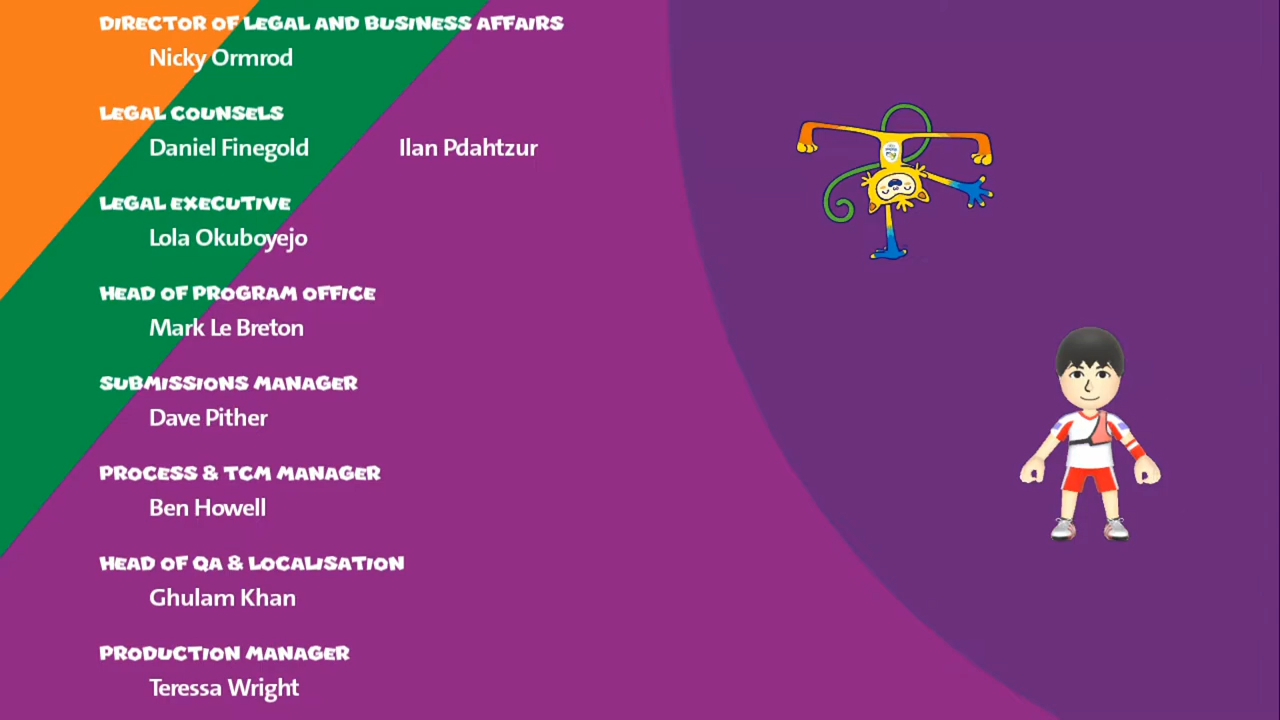 DIRECTOR OF LEGAL AND BUSINESS AFFAIRS
Nicky Ormrod
LEGAL COUNSELS
Daniel Finegold Ilan Pdahtzur
LEGAL EXECUTIVE
Lola Okuboyejo
HEAD OF PROGRAM OFFICE
Mark Le Breton
SUBMISSIONS MANAGER
Dave Pither
PROCESS & TCM MANAGER
Ben Howell
HEAD OF QA & LOCALISATION
Ghulam Khan
PRODUCTION MANAGER
Teressa Wright